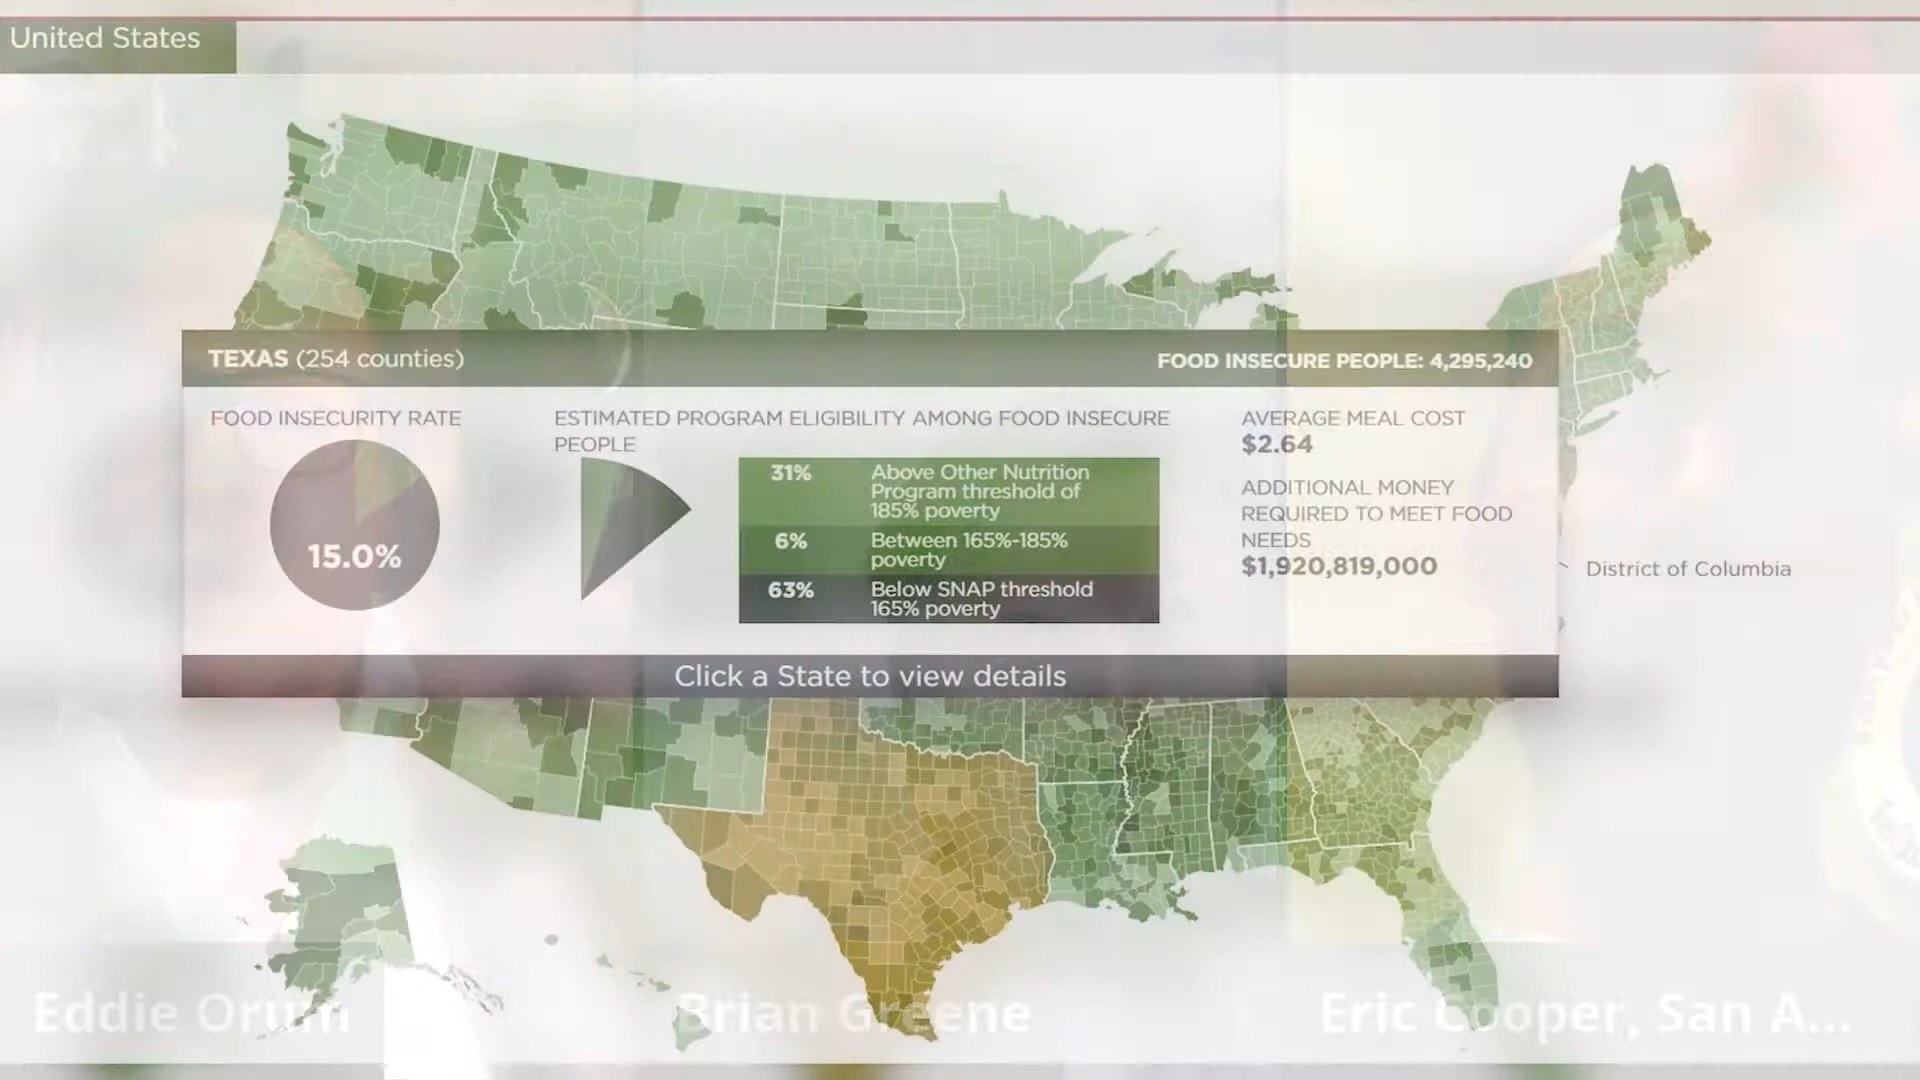 United States
TEXAS (254 counties)
FOOD INSECURE PEOPLE: 4,295,240
FOOD INSECURITY RATE
15.0%
ESTIMATED PROGRAM ELIGIBILITY AMONG FOOD INSECURE
PEOPLE
31%
Above Other Nutrition
Program threshold of
185% poverty
6%
Between 165%-185%
poverty
63%
Below SNAP threshold
165% poverty
AVERAGE MEAL COST
$2.64
ADDITIONAL MONEY
REQUIRED TO MEET FOOD
NEEDS
$1,920,819,000
District of Columbia
Click a State to view details
Eddie Orum
Brian Greene
Eric Cooper, San A...